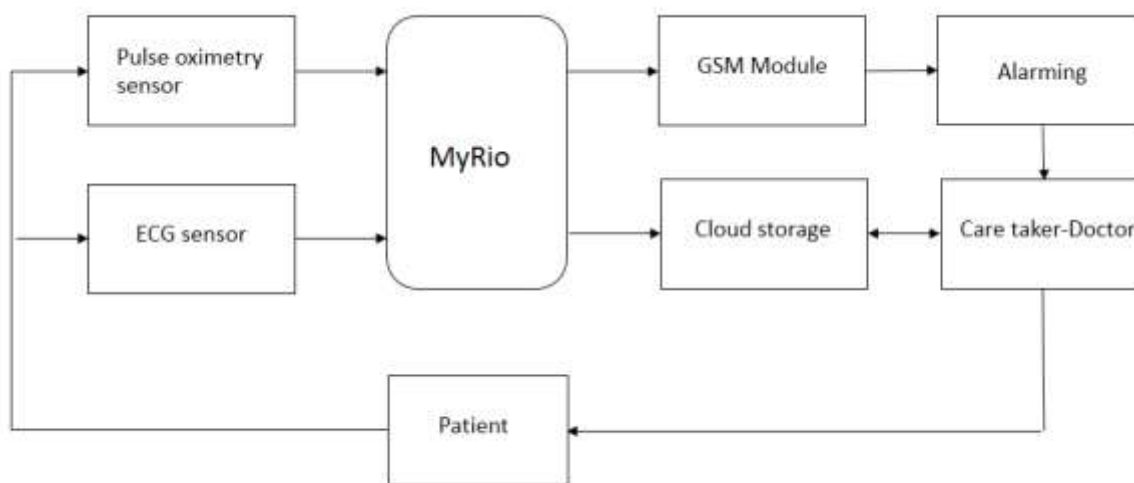 Pulse oximetry
sensor
MyRio
GSM Module
Alarming
ECG sensor
Cloud storage
Care taker-Doctor
Patient